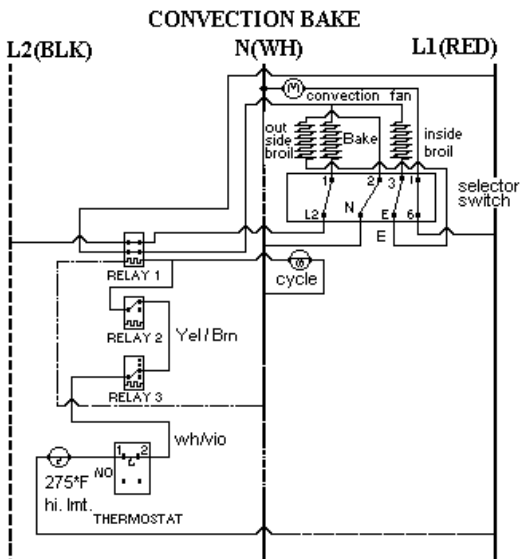 CONVECTION BAKE
L2(BLK)
N(WH)
L1(RED)
M
convection fan
out
side
broil
Bake
inside
broil
1
2
3
1
selector
switch
L2
N
E
6
E
RELAY 1
cycle
RELAY 2
Yel/Brn
RELAY 3
wh/vio
1
2
NO
C
275*F
hi. lmt.
THERMOSTAT